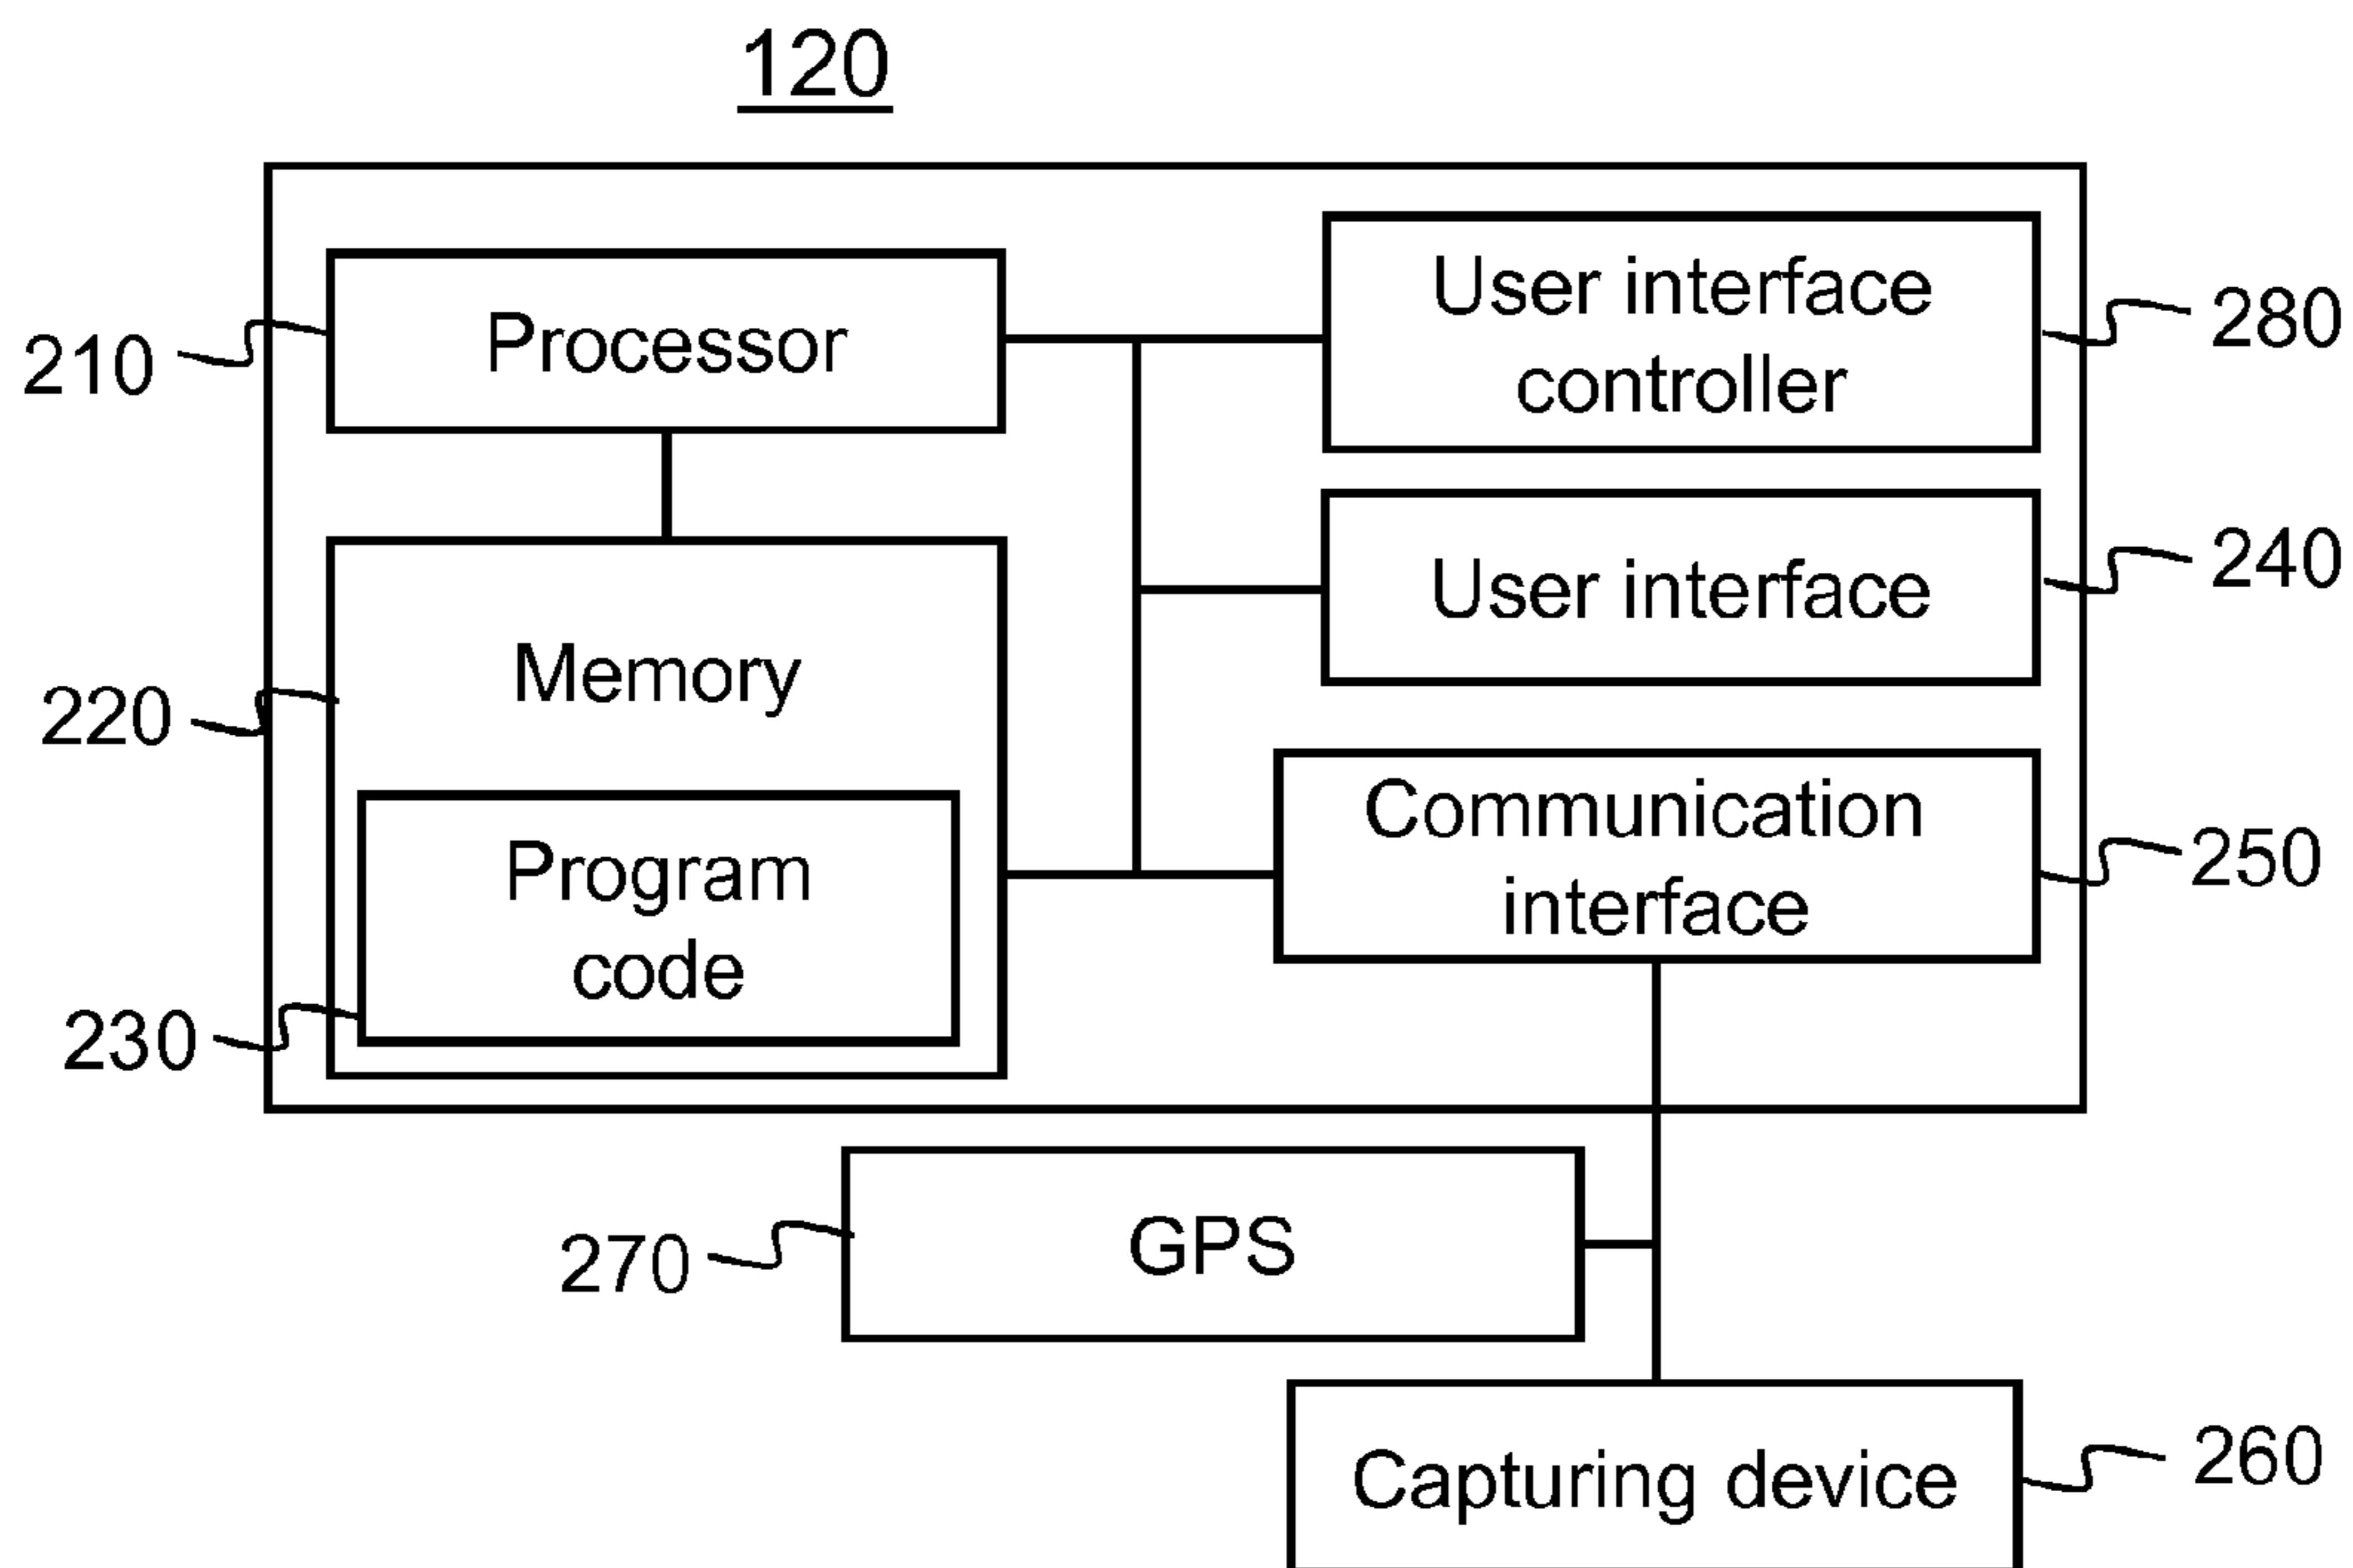 120
210
Processor
User interface
controller
280
User interface
240
220
Memory
Communication
interface
250
230
Program
code
270
GPS
Capturing device
260